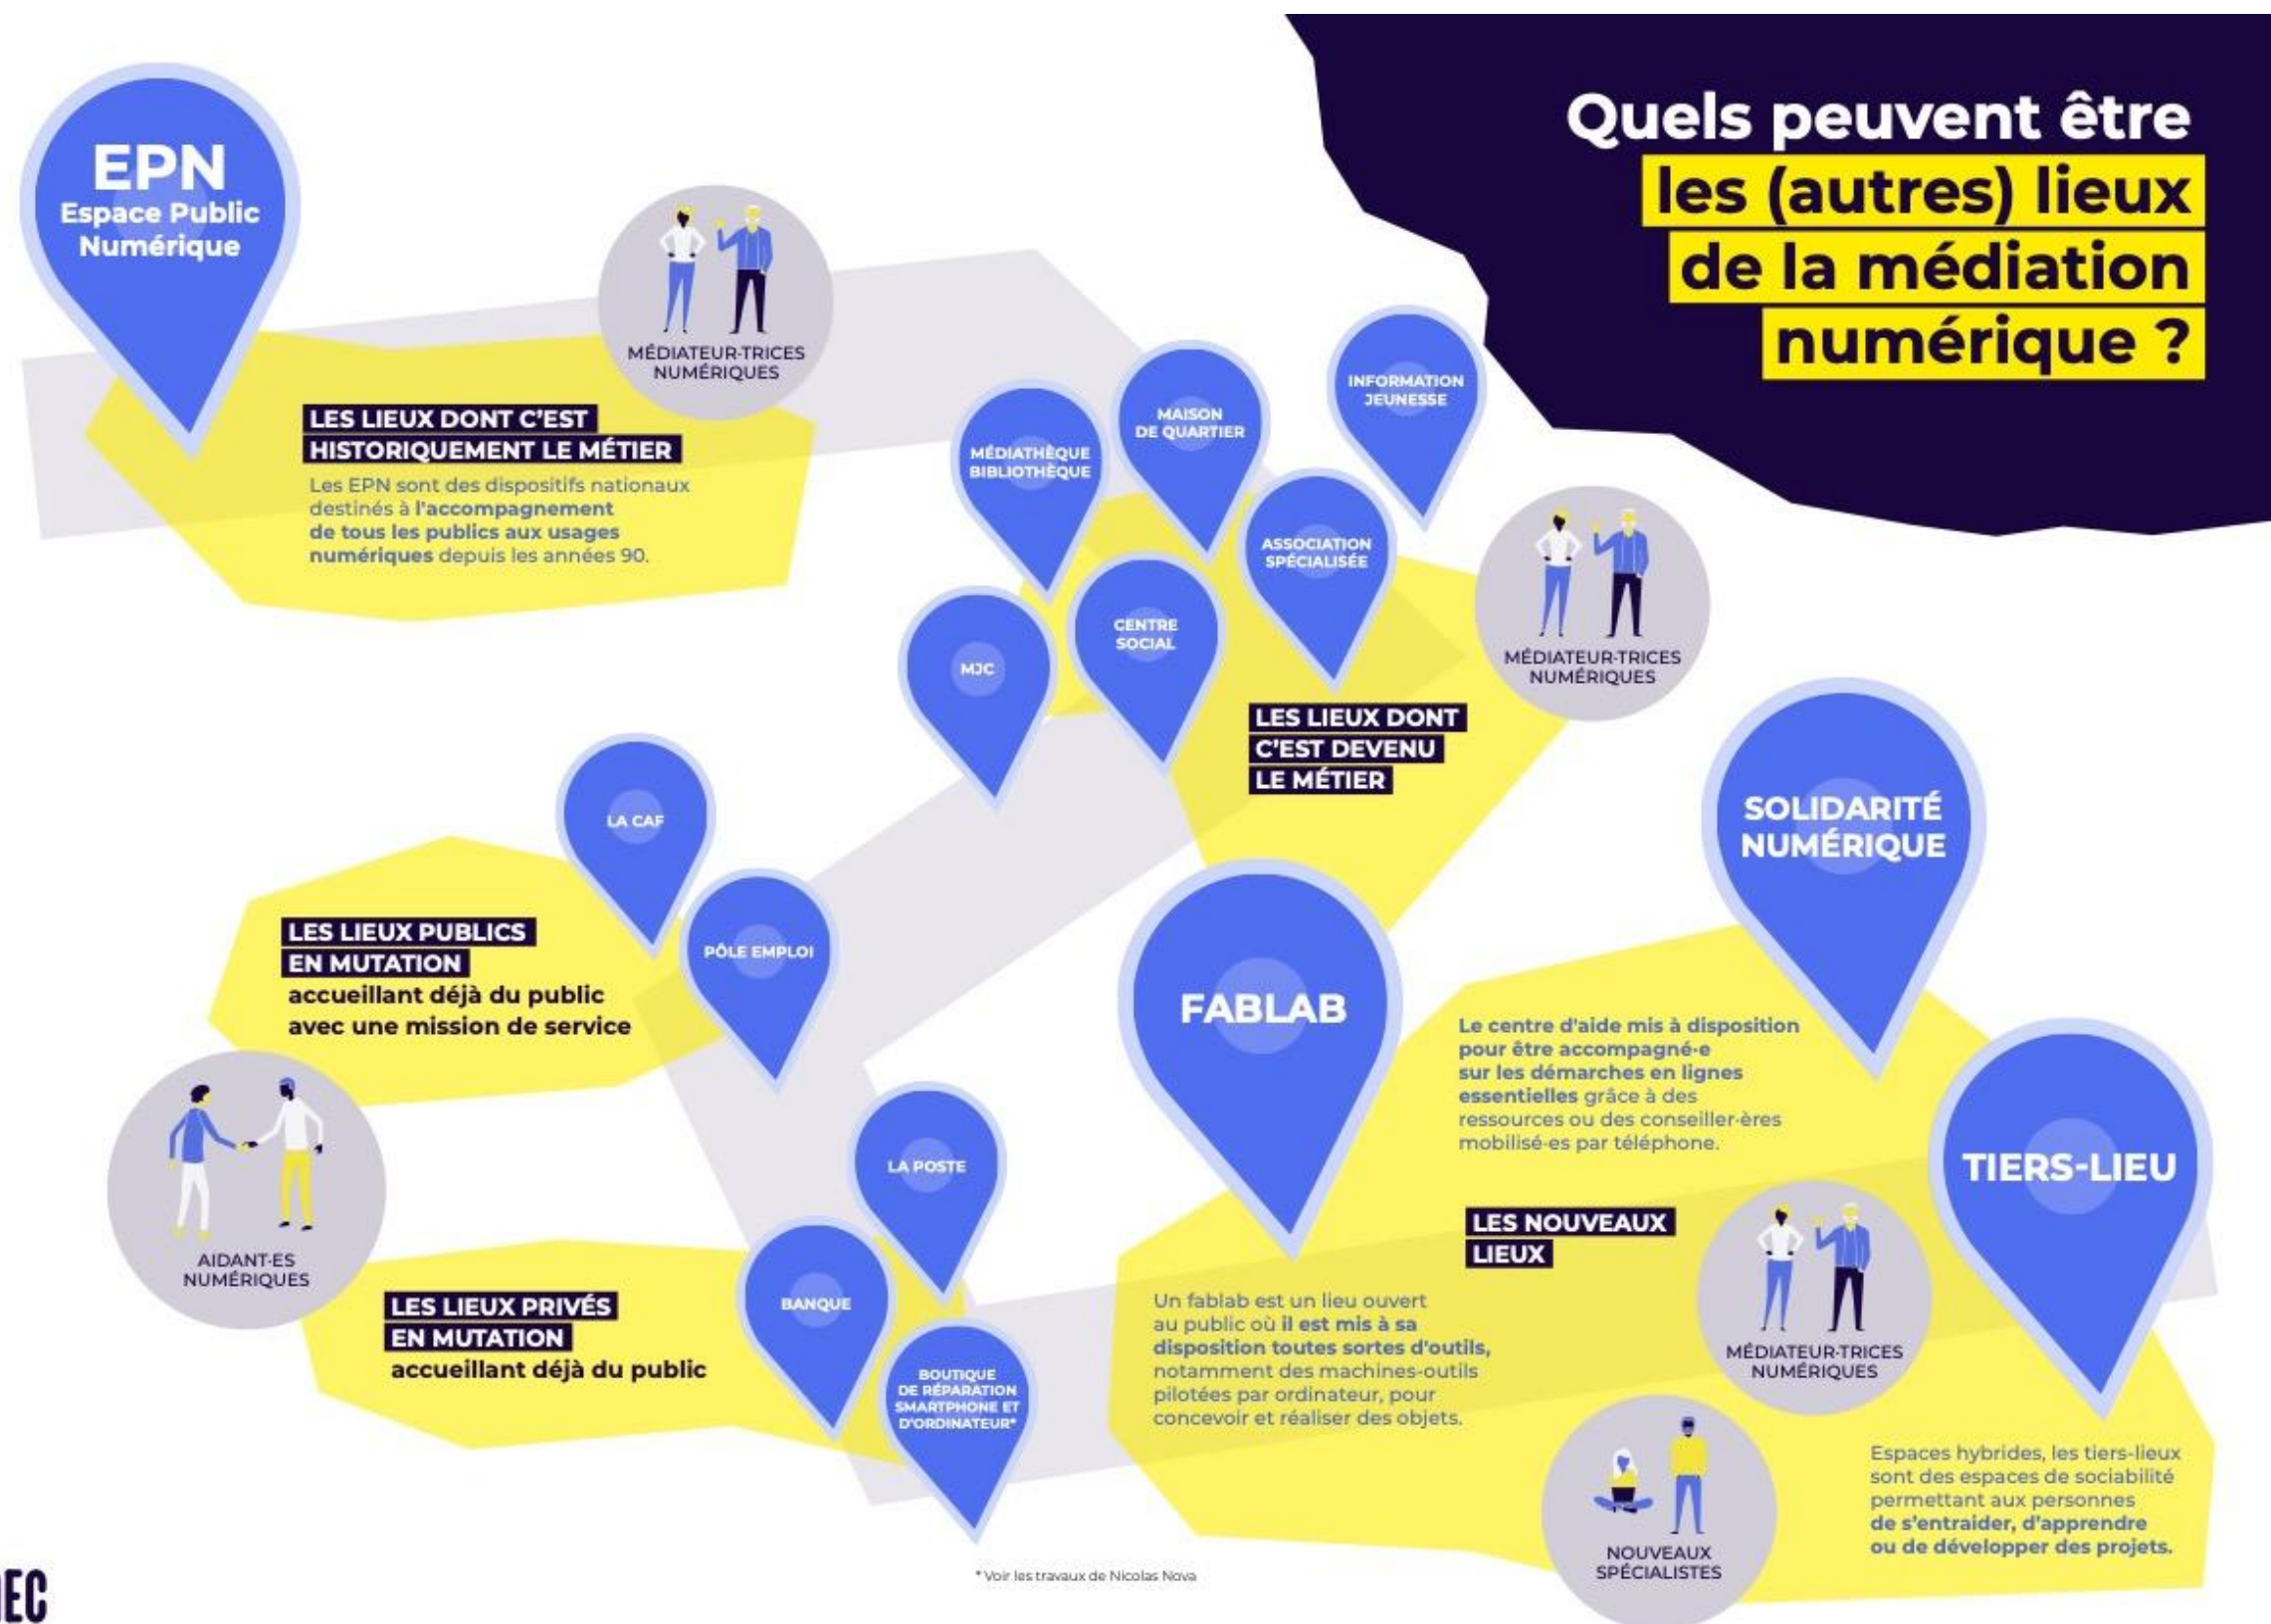 Quels peuvent être
les (autres) lieux
de la médiation
numérique ?
EPN
Espace Public
Numérique
MÉDIATEUR·TRICES
NUMÉRIQUES
LES LIEUX DONT C'EST
HISTORIQUEMENT LE MÉTIER
Les EPN sont des dispositifs nationaux
destinés à l'accompagnement
de tous les publics aux usages
numériques depuis les années 90.
MÉDIATHÈQUE
BIBLIOTHÈQUE
MAISON
DE QUARTIER
INFORMATION
JEUNESSE
ASSOCIATION
SPÉCIALISÉE
CENTRE
SOCIAL
MJC
MÉDIATEUR·TRICES
NUMÉRIQUES
LES LIEUX DONT
C'EST DEVENU
LE MÉTIER
LA CAF
PÔLE EMPLOI
LES LIEUX PUBLICS
EN MUTATION
accueillant déjà du public
avec une mission de service
AIDANT·ES
NUMÉRIQUES
LES LIEUX PRIVÉS
EN MUTATION
accueillant déjà du public
LA POSTE
BANQUE
BOUTIQUE
DE RÉPARATION
SMARTPHONE ET
D'ORDINATEUR*
FABLAB
Un fablab est un lieu ouvert
au public où il est mis à sa
disposition toutes sortes d'outils,
notamment des machines-outils
pilotées par ordinateur, pour
concevoir et réaliser des objets.
SOLIDARITÉ
NUMÉRIQUE
Le centre d'aide mis à disposition
pour être accompagné·e
sur les démarches en lignes
essentielles grâce à des
ressources ou des conseiller·ères
mobilisé·es par téléphone.
LES NOUVEAUX
LIEUX
TIERS-LIEU
MÉDIATEUR·TRICES
NUMÉRIQUES
Espaces hybrides, les tiers-lieux
sont des espaces de sociabilité
permettant aux personnes
de s'entraider, d'apprendre
ou de développer des projets.
NOUVEAUX
SPÉCIALISTES
* Voir les travaux de Nicolas Nova